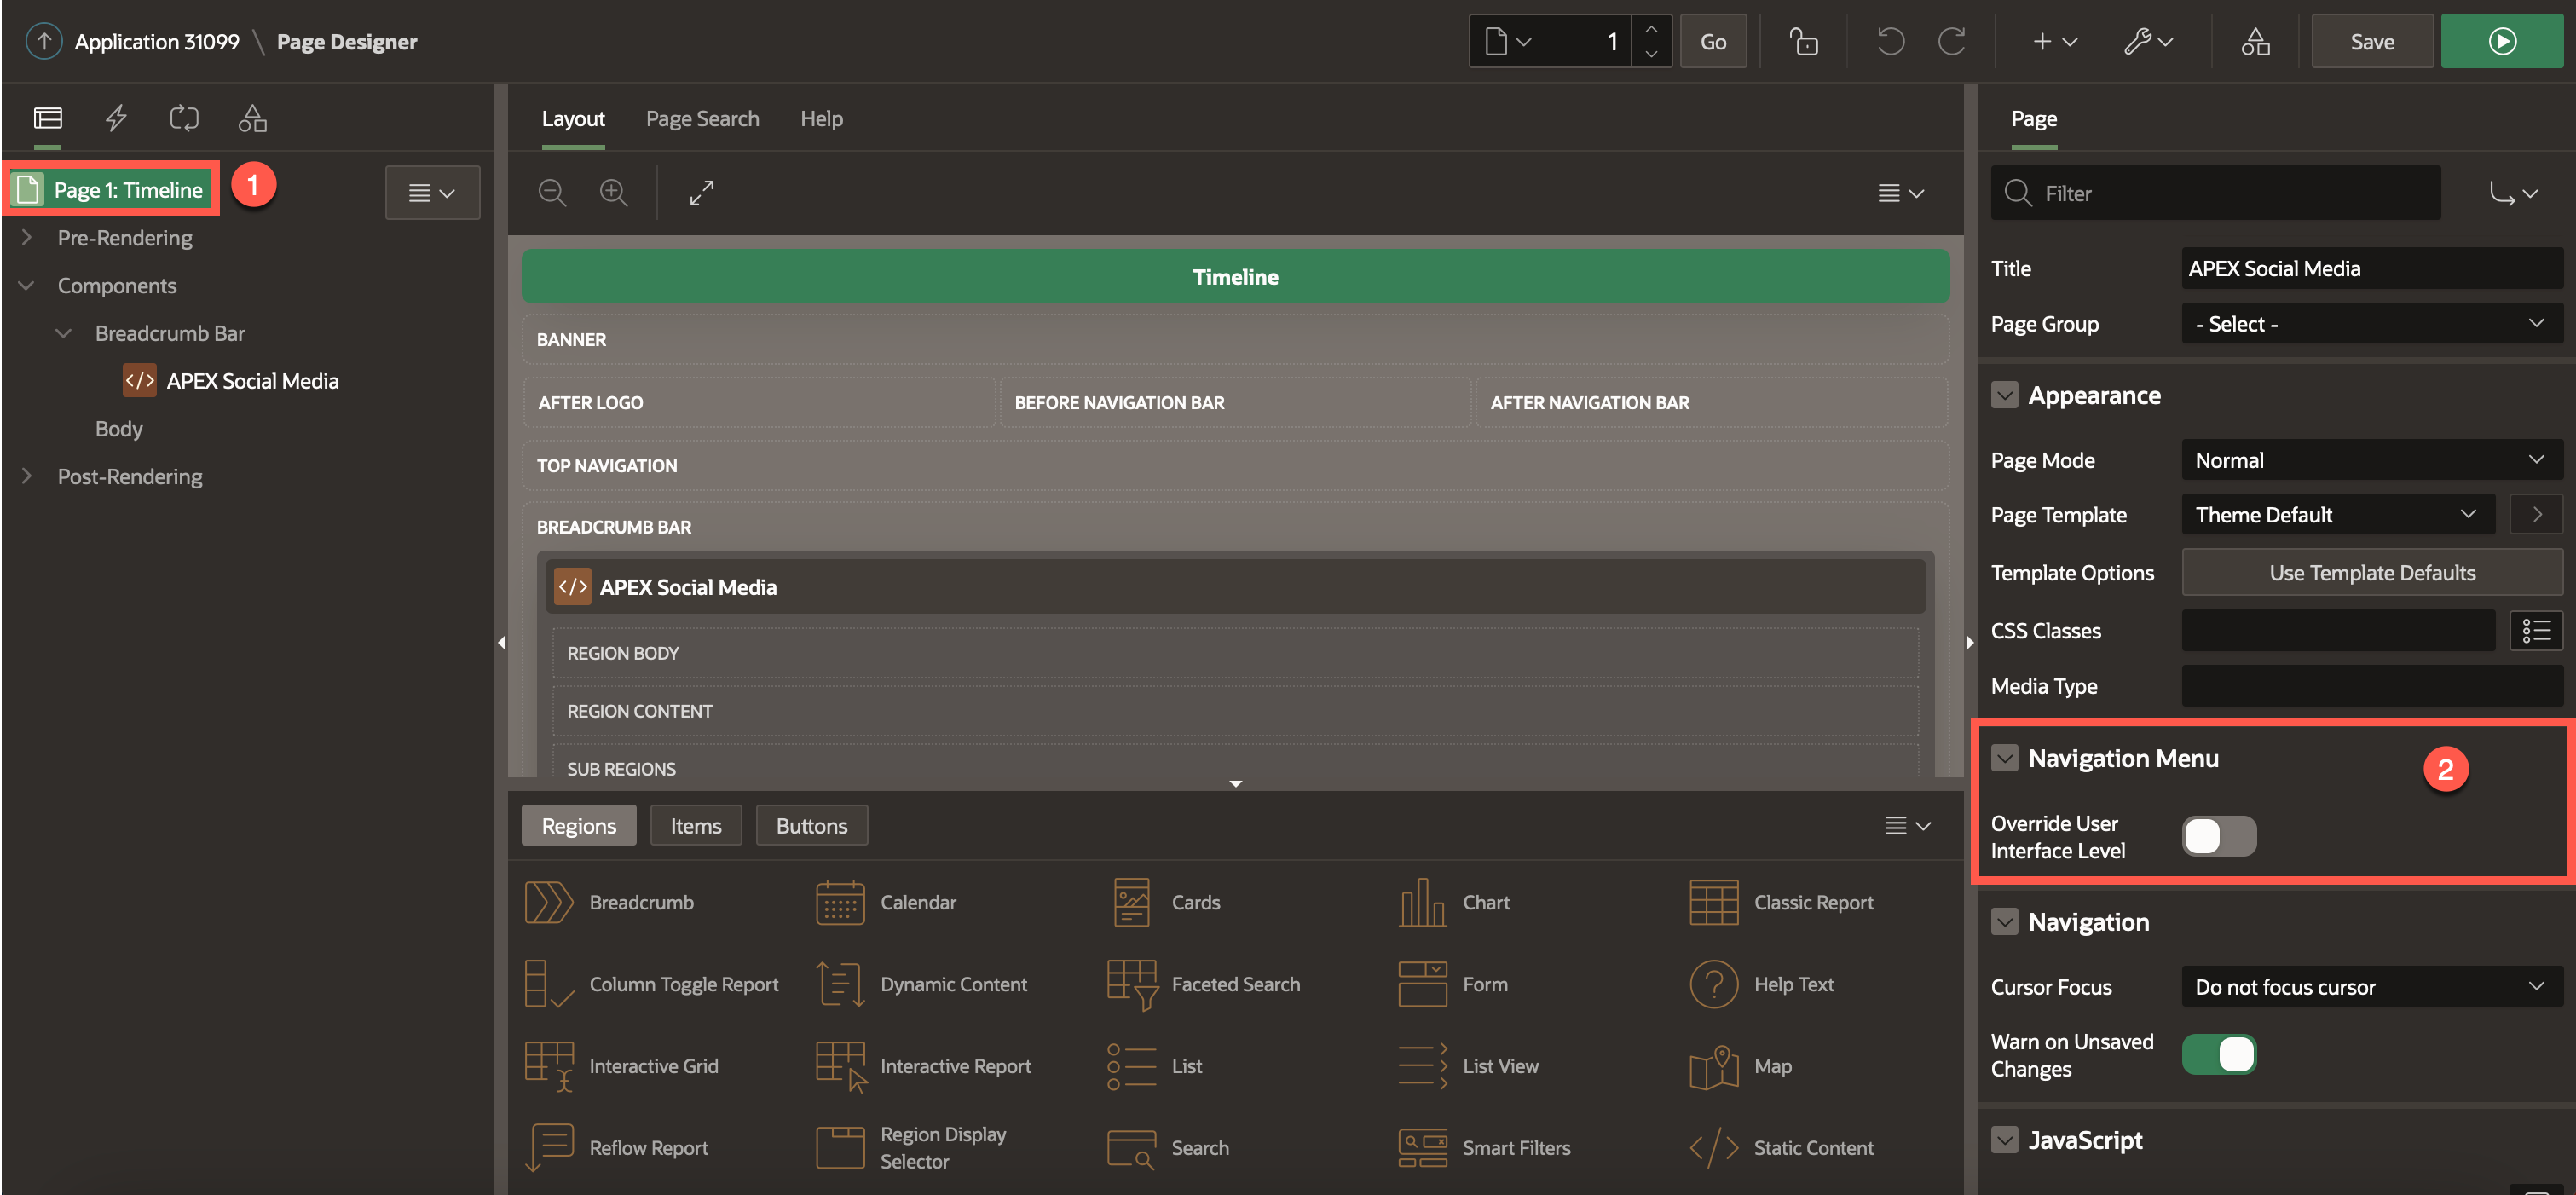 Application 31099 \ Page Designer
1
Go
Save
Page 1: Timeline
1
Pre-Rendering
Components
Breadcrumb Bar
</> APEX Social Media
Body
Post-Rendering
Layout
Page Search
Help
Timeline
BANNER
AFTER LOGO
BEFORE NAVIGATION BAR
AFTER NAVIGATION BAR
TOP NAVIGATION
BREADCRUMB BAR
</> APEX Social Media
REGION BODY
REGION CONTENT
SUB REGIONS
Regions
Items
Buttons
Breadcrumb
Calendar
Cards
Chart
Classic Report
Column Toggle Report
Dynamic Content
Faceted Search
Form
Help Text
Interactive Grid
Interactive Report
List
List View
Map
Reflow Report
Region Display
Selector
Search
Smart Filters
Static Content
Page
Filter
Title
APEX Social Media
Page Group
- Select -
Appearance
Page Mode
Normal
Page Template
Theme Default
Template Options
Use Template Defaults
CSS Classes
Media Type
Navigation Menu
2
Override User
Interface Level
Navigation
Cursor Focus
Do not focus cursor
Warn on Unsaved
Changes
JavaScript